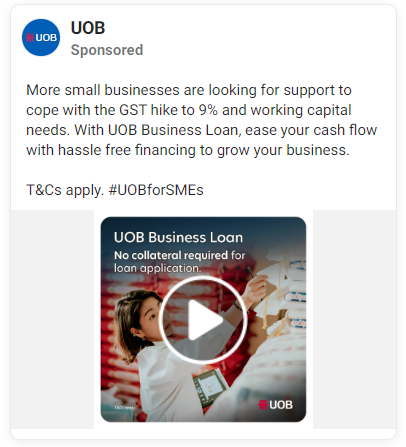 UOB
UOB
Sponsored
More small businesses are looking for support to
cope with the GST hike to 9% and working capital
needs. With UOB Business Loan, ease your cash flow
with hassle free financing to grow your business.
T&Cs apply. #UOBforSMEs
UOB Business Loan
No collateral required for
loan application.
T&Cs apply.
UOB